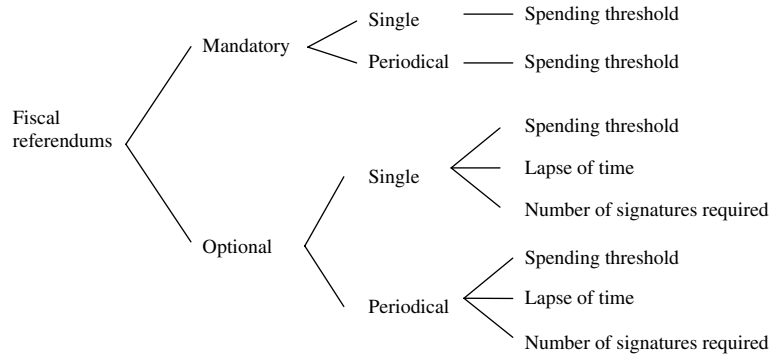 Single
Spending threshold
Mandatory
Periodical
Spending threshold
Fiscal
referendums
Spending threshold
Single
Lapse of time
Number of signatures required
Optional
Spending threshold
Periodical
Lapse of time
Number of signatures required